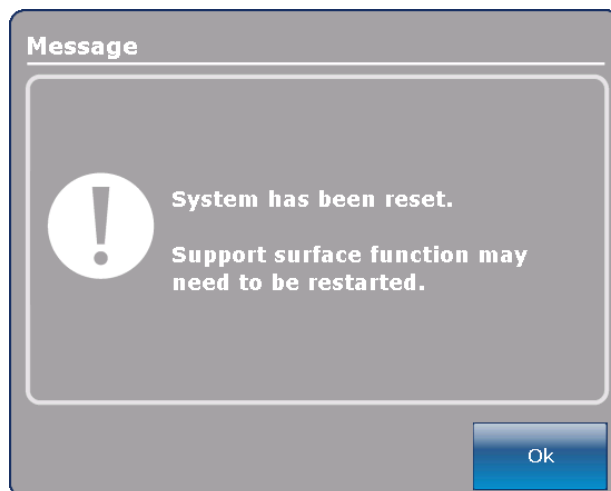 Message
!
System has been reset.
Support surface function may
need to be restarted.
Ok